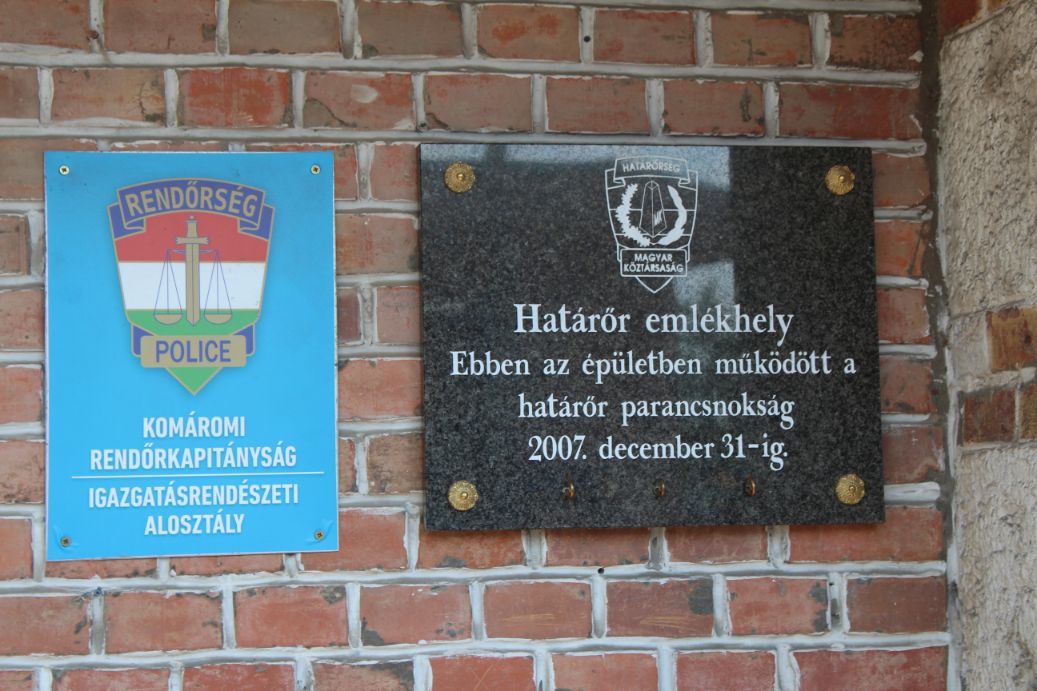 RENDŐRSÉG
POLICE
KOMÁROMI
RENDŐRKAPITÁNYSÁG
IGAZGATÁSRENDÉSZETI
ALOSZTÁLY
HATÁRŐRSÉG
MAGYAR
KÖZTÁRSASÁG
Határőr emlékhely
Ebben az épületben működött a
határőr parancsnokság
2007. december 31-ig.